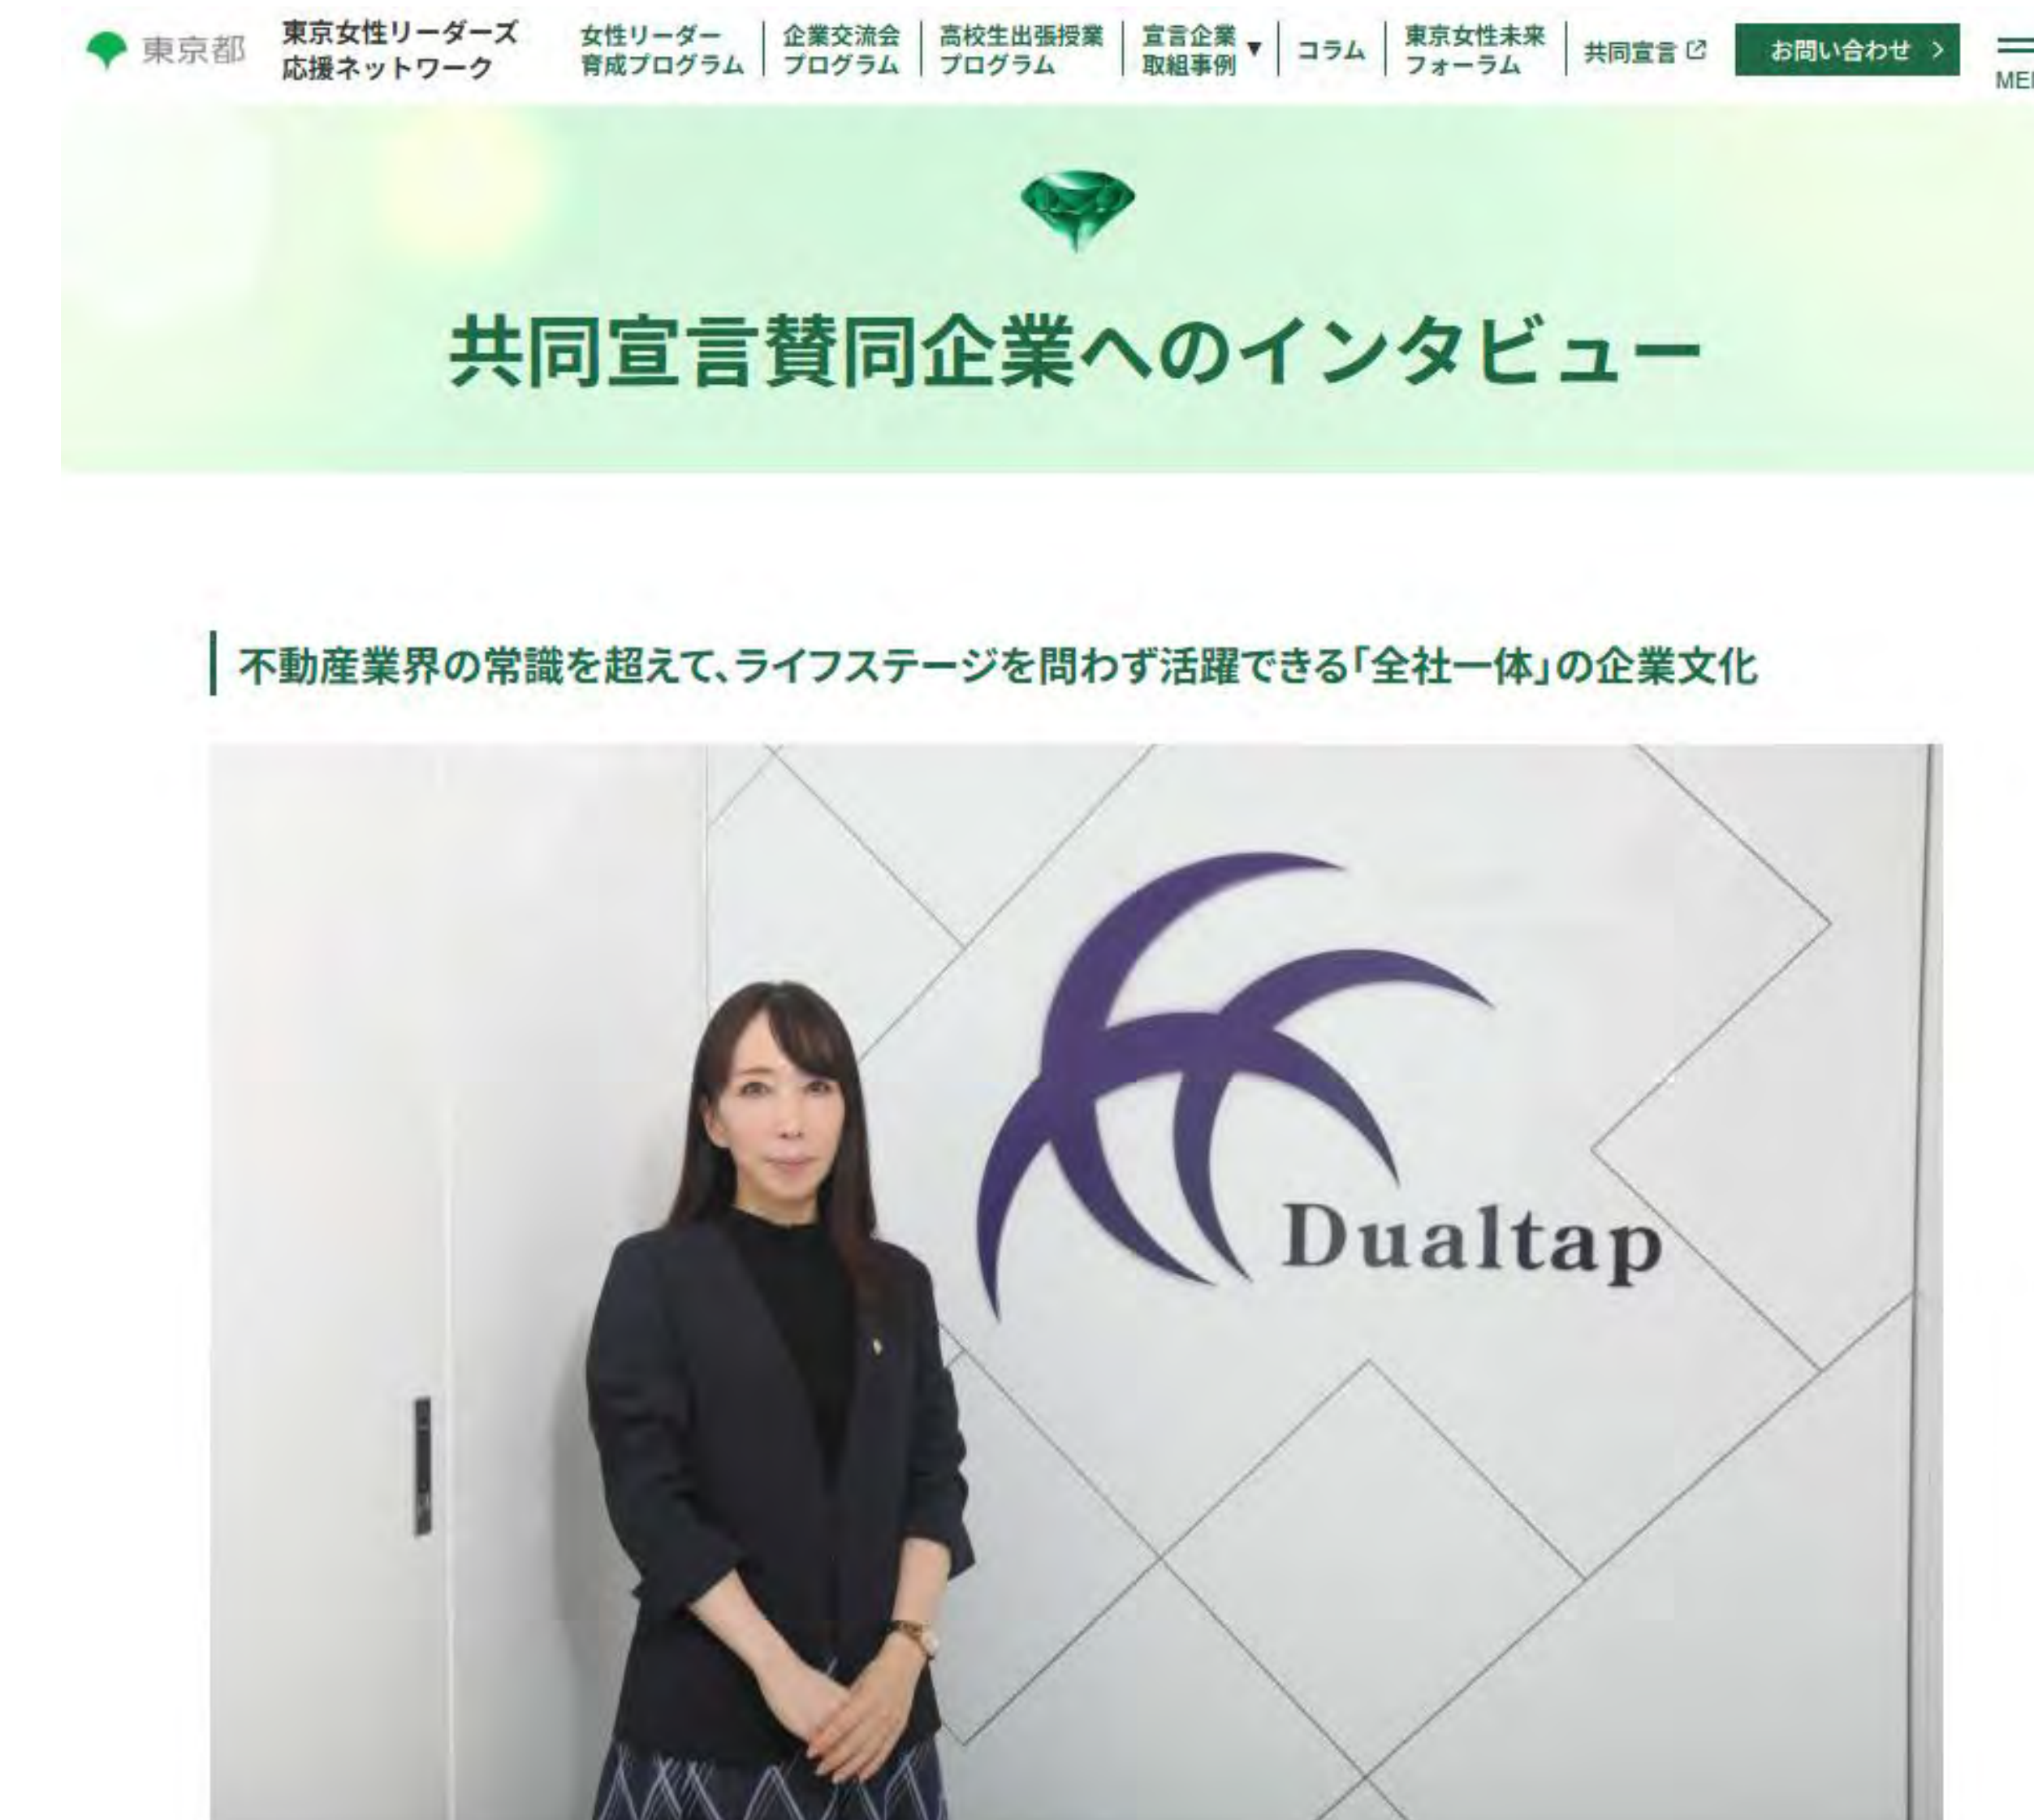 東京都
東京女性リーダーズ
応援ネットワーク
女性リーダー
育成プログラム
企業交流会
プログラム
高校生出張授業
プログラム
宣言企業
取組事例
▼
コラム
東京女性未来
フォーラム
共同宣言
お問い合わせ
共同宣言賛同企業へのインタビュー
不動産業界の常識を超えて、ライフステージを問わず活躍できる「全社一体」の企業文化
Dualtap